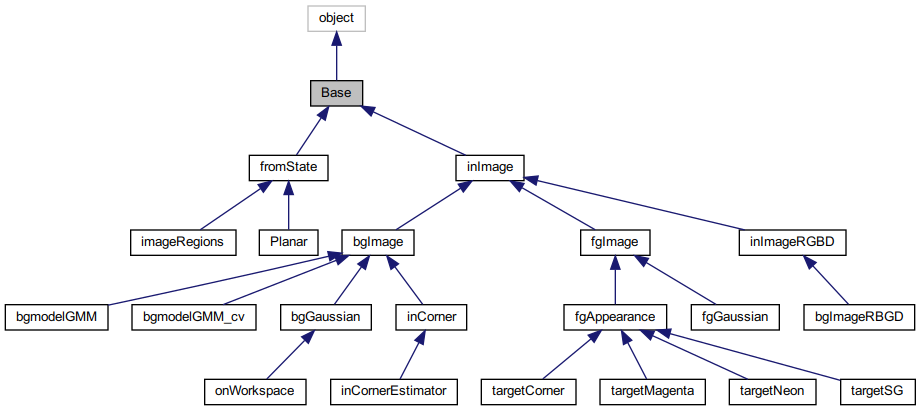 object
Base
fromState
inImage
imageRegions
Planar
bgImage
fgImage
inImageRGBD
bgmodelGMM
bgmodelGMM_cv
bgGaussian
inCorner
fgAppearance
fgGaussian
bgImageRBGD
onWorkspace
inCornerEstimator
targetCorner
targetMagenta
targetNeon
targetSG